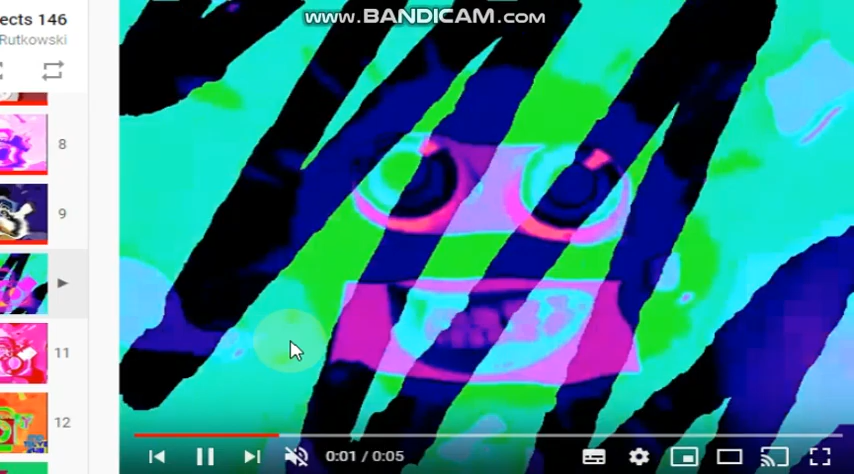 WWW.BANDICAM.COM
ects 146
Rutkowski
8
9
11
12
0:01 / 0:05